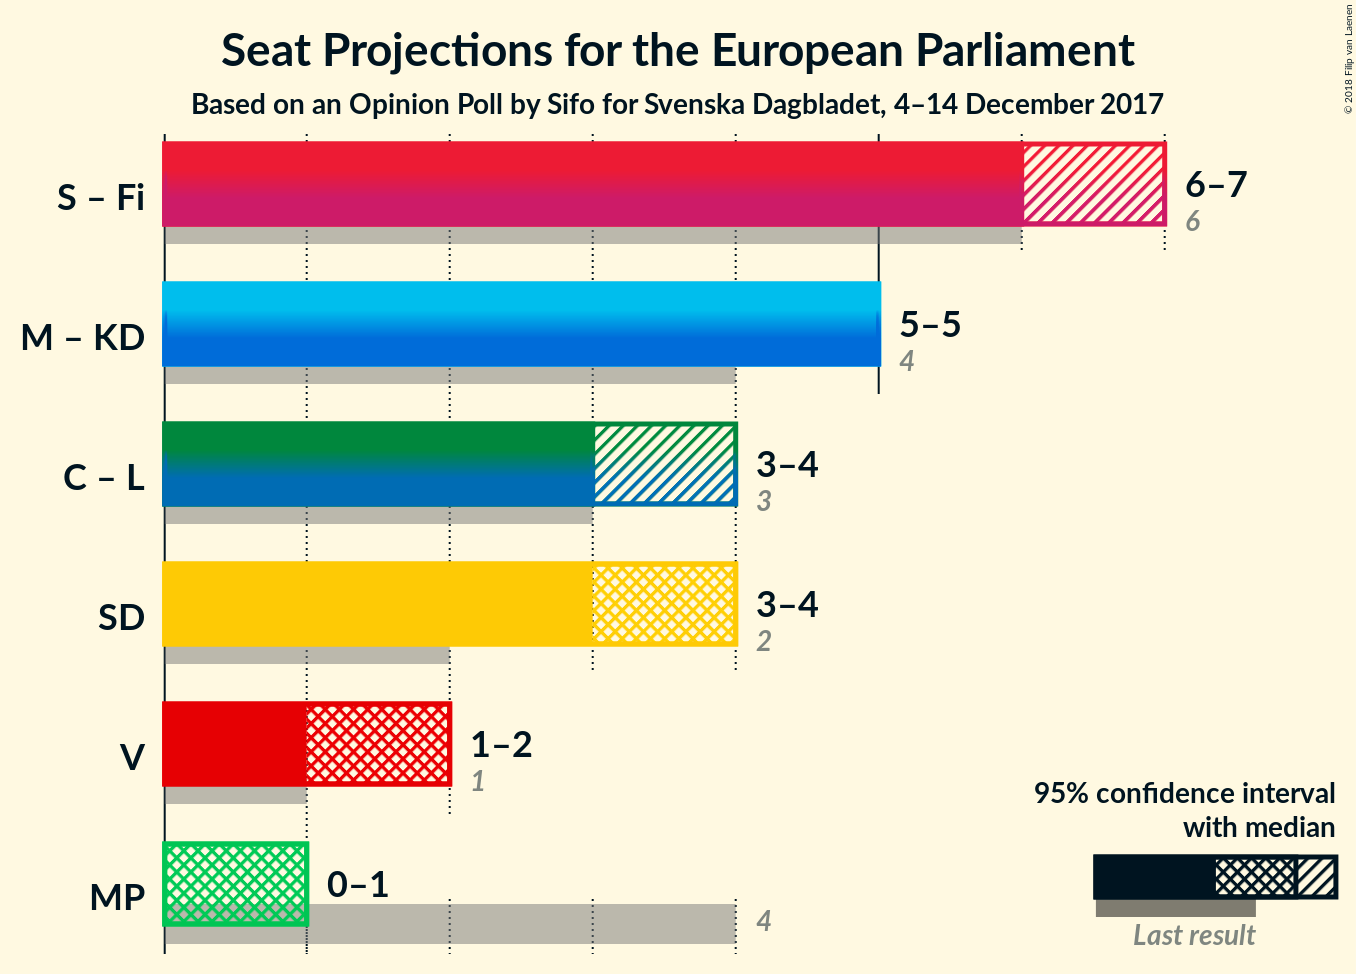 Seat Projections for the European Parliament
Based on an Opinion Poll by Sifo for Svenska Dagbladet, 4–14 December 2017
© 2018 Filip van Laenen
S – Fi
6–7
6
M – KD
5–5
4
C – L
3–4
3
SD
3–4
2
V
1–2
1
MP
0–1
4
95% confidence interval
with median
Last result